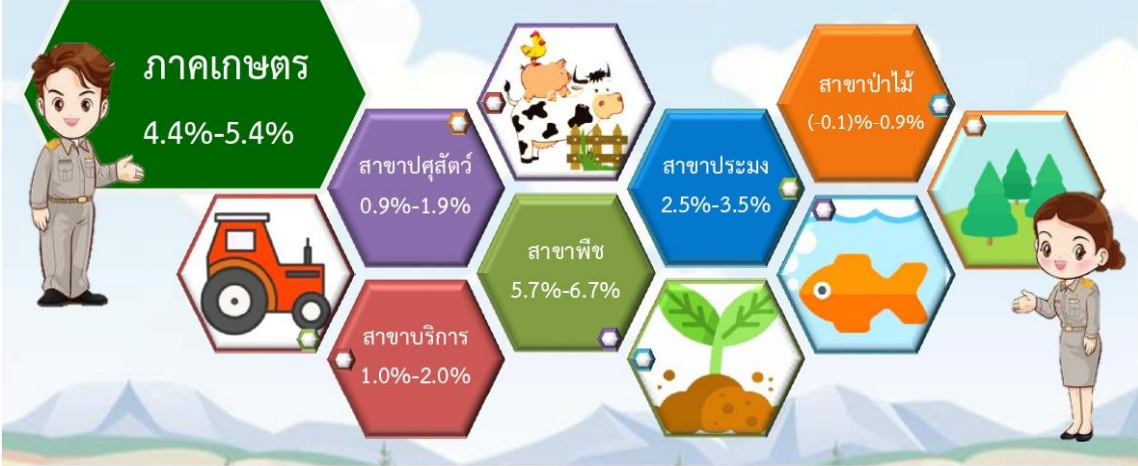 ภาคเกษตร
4.4%-5.4%
สาขาปศุสัตว์
0.9%-1.9%
สาขาบริการ
1.0%-2.0%
สาขาพืช
5.7%-6.7%
สาขาประมง
2.5%-3.5%
สาขาป่าไม้
(-0.1)%-0.9%